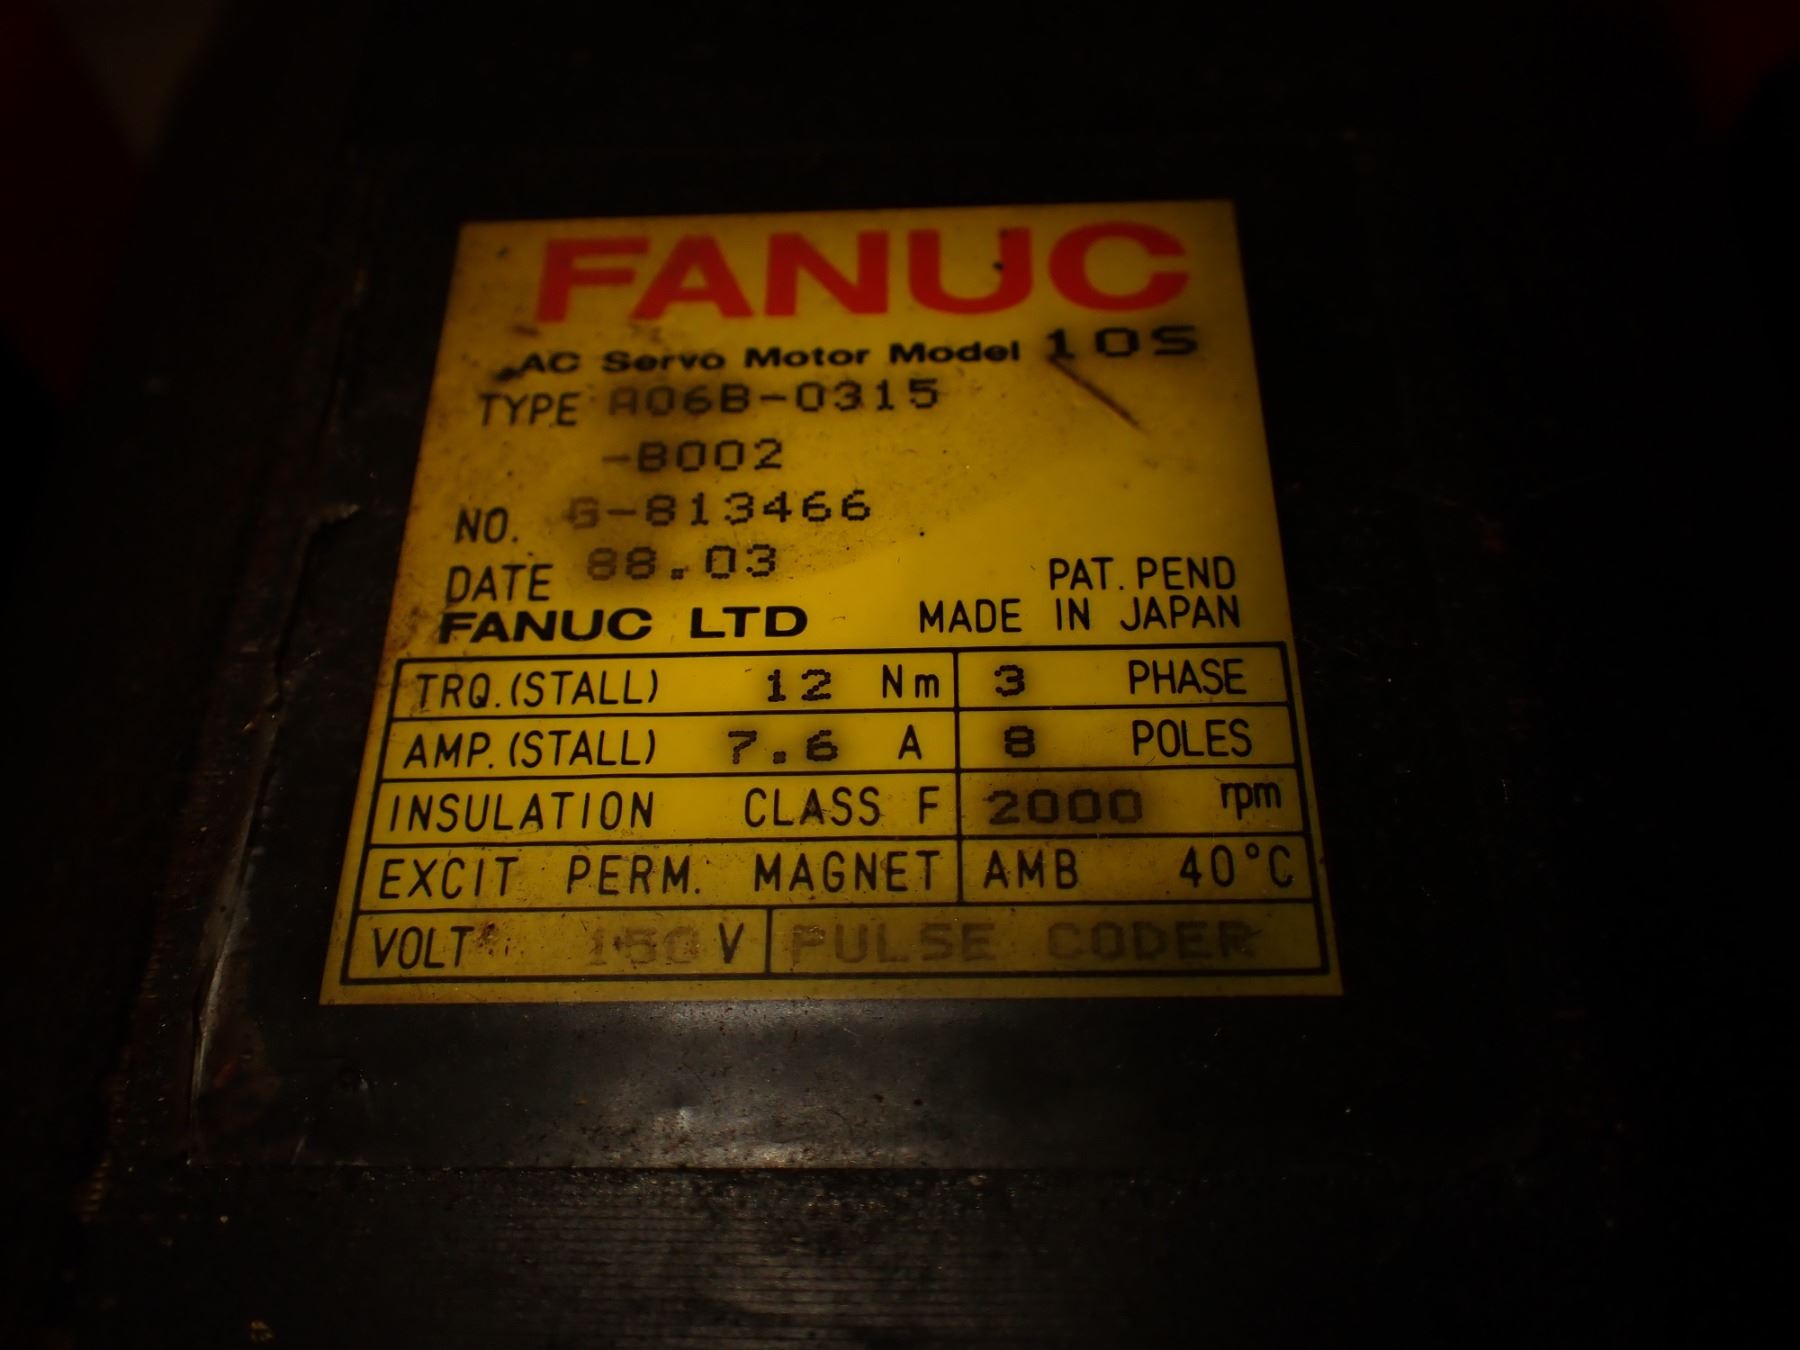 FANUC
AC Servo Motor Model 10S
TYPE A06B-0315
-B002
NO. G-813466
DATE 88.03
PAT. PEND
FANUC LTD MADE IN JAPAN
TRQ. (STALL) 12 Nm 3 PHASE
AMP. (STALL) 7.6 A 8 POLES
INSULATION CLASS F 2000 rpm
EXCIT PERM. MAGNET AMB 40°C
VOLT V PULSE CODER